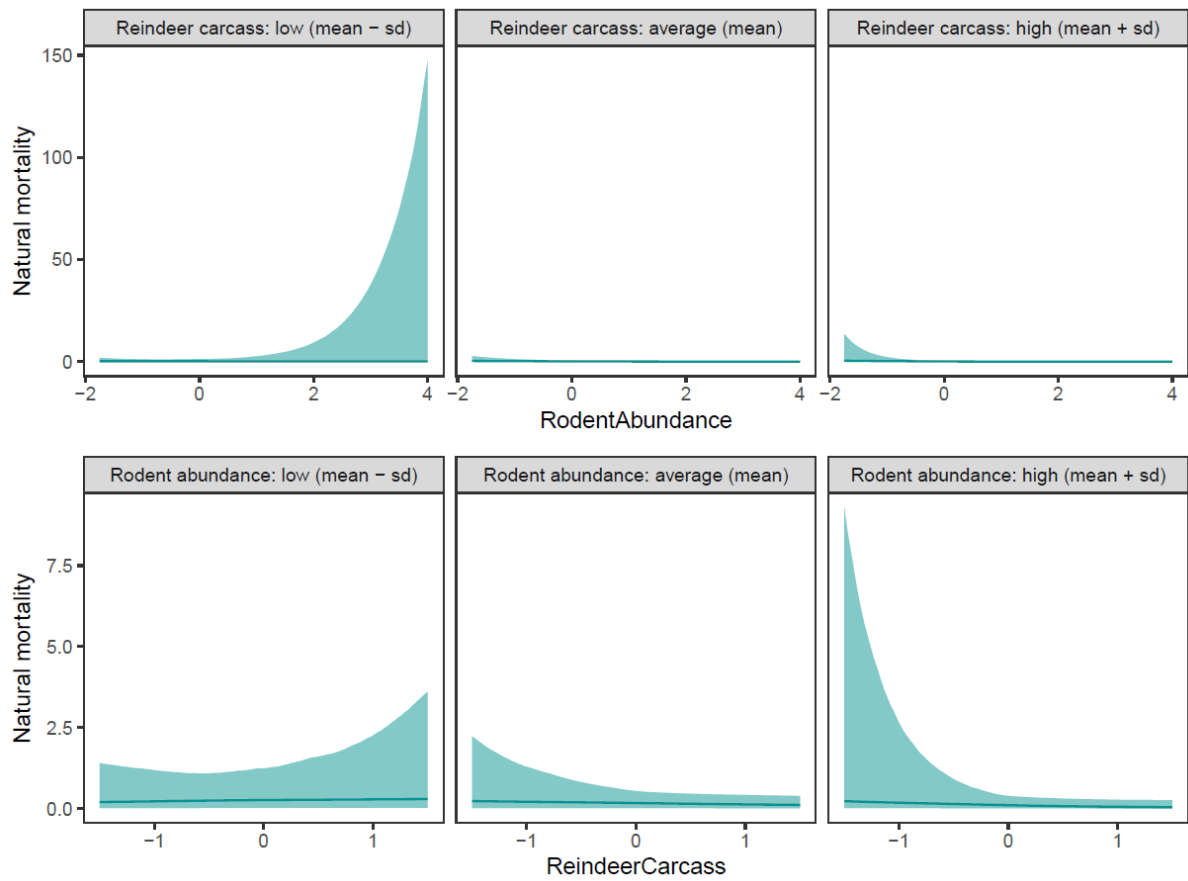 Reindeer carcass: low (mean − sd)
Reindeer carcass: average (mean)
Reindeer carcass: high (mean + sd)
Natural mortality
150
100
50
0
−2 0 2 4
−2 0 2 4
−2 0 2 4
RodentAbundance
Rodent abundance: low (mean − sd)
Rodent abundance: average (mean)
Rodent abundance: high (mean + sd)
Natural mortality
7.5
5.0
2.5
0.0
−1 0 1
−1 0 1
−1 0 1
ReindeerCarcass